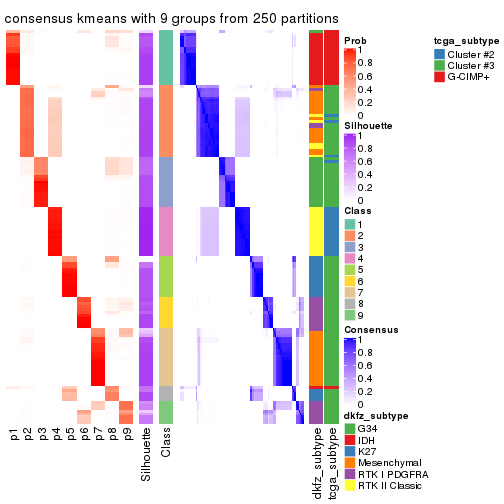 consensus kmeans with 9 groups from 250 partitions
Prob
1
0.8
0.6
0.4
0.2
0
Silhouette
1
0.8
0.6
0.4
0.2
0
Class
1
2
3
4
5
6
7
8
9
Consensus
1
0.8
0.6
0.4
0.2
0
dkfz_subtype
G34
IDH
K27
Mesenchymal
RTK I PDGFRA
RTK II Classic
tcga_subtype
Cluster #2
Cluster #3
G-CIMP+
p1
p2
p3
p4
p5
p6
p7
p8
p9
Silhouette
Class
dkfz_subtype
tcga_subtype